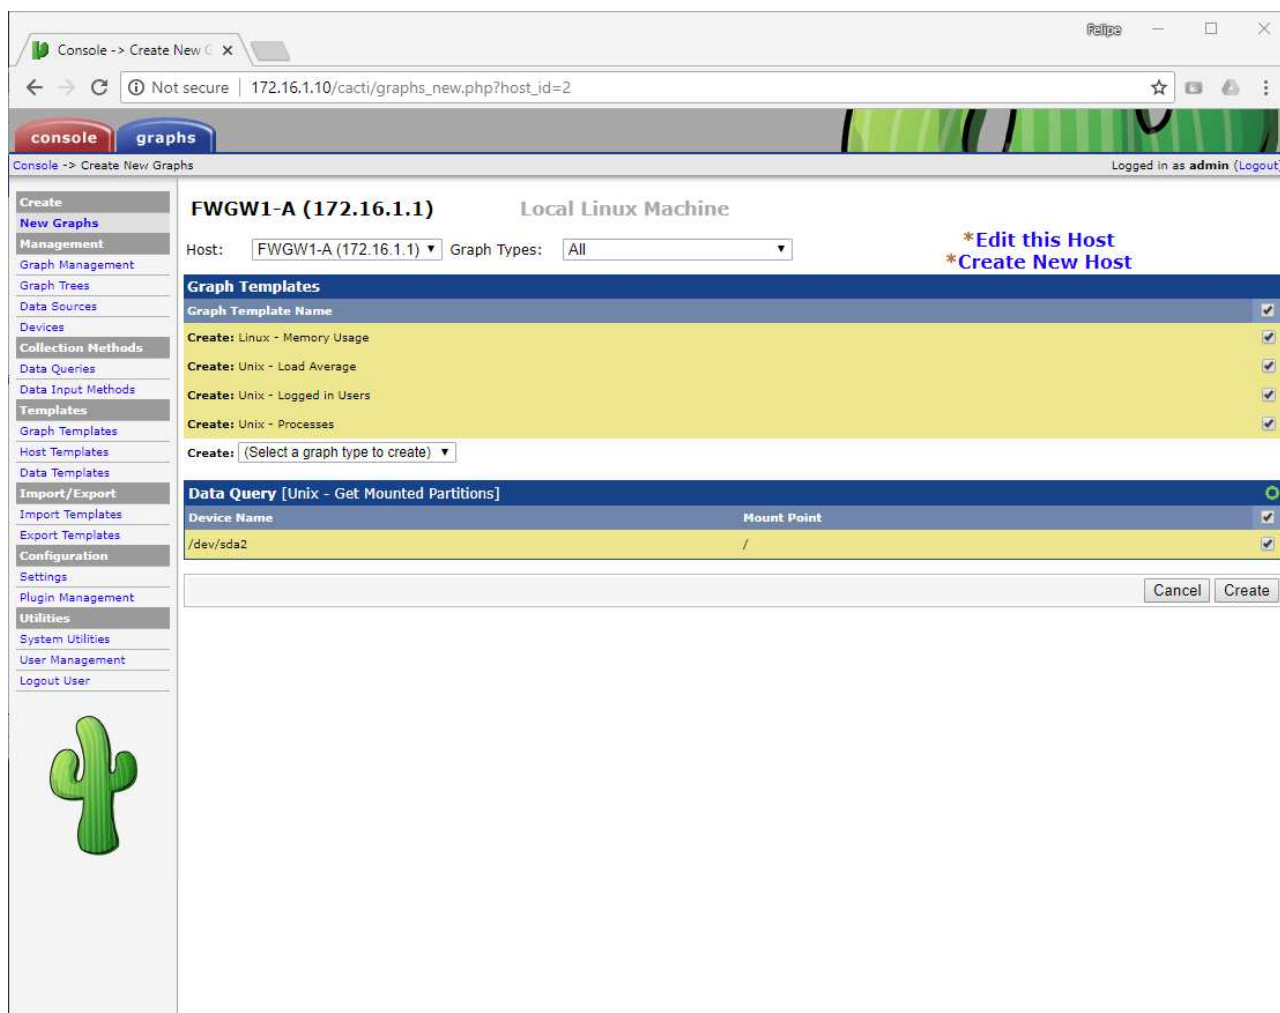 Felipe
Console -> Create New G
Not secure | 172.16.1.10/cacti/graphs_new.php?host_id=2
console graphs
Console -> Create New Graphs
Logged in as admin (Logout)
Create
New Graphs
Management
Graph Management
Graph Trees
Data Sources
Devices
Collection Methods
Data Queries
Data Input Methods
Templates
Graph Templates
Host Templates
Data Templates
Import/Export
Import Templates
Export Templates
Configuration
Settings
Plugin Management
Utilities
System Utilities
User Management
Logout User
FWGW1-A (172.16.1.1) Local Linux Machine
Host: FWGW1-A (172.16.1.1) Graph Types: All
*Edit this Host
*Create New Host
Graph Templates
Graph Template Name
Create: Linux - Memory Usage
Create: Unix - Load Average
Create: Unix - Logged in Users
Create: Unix - Processes
Create: (Select a graph type to create)
Data Query [Unix - Get Mounted Partitions]
Device Name Mount Point
/dev/sda2 /
Cancel Create